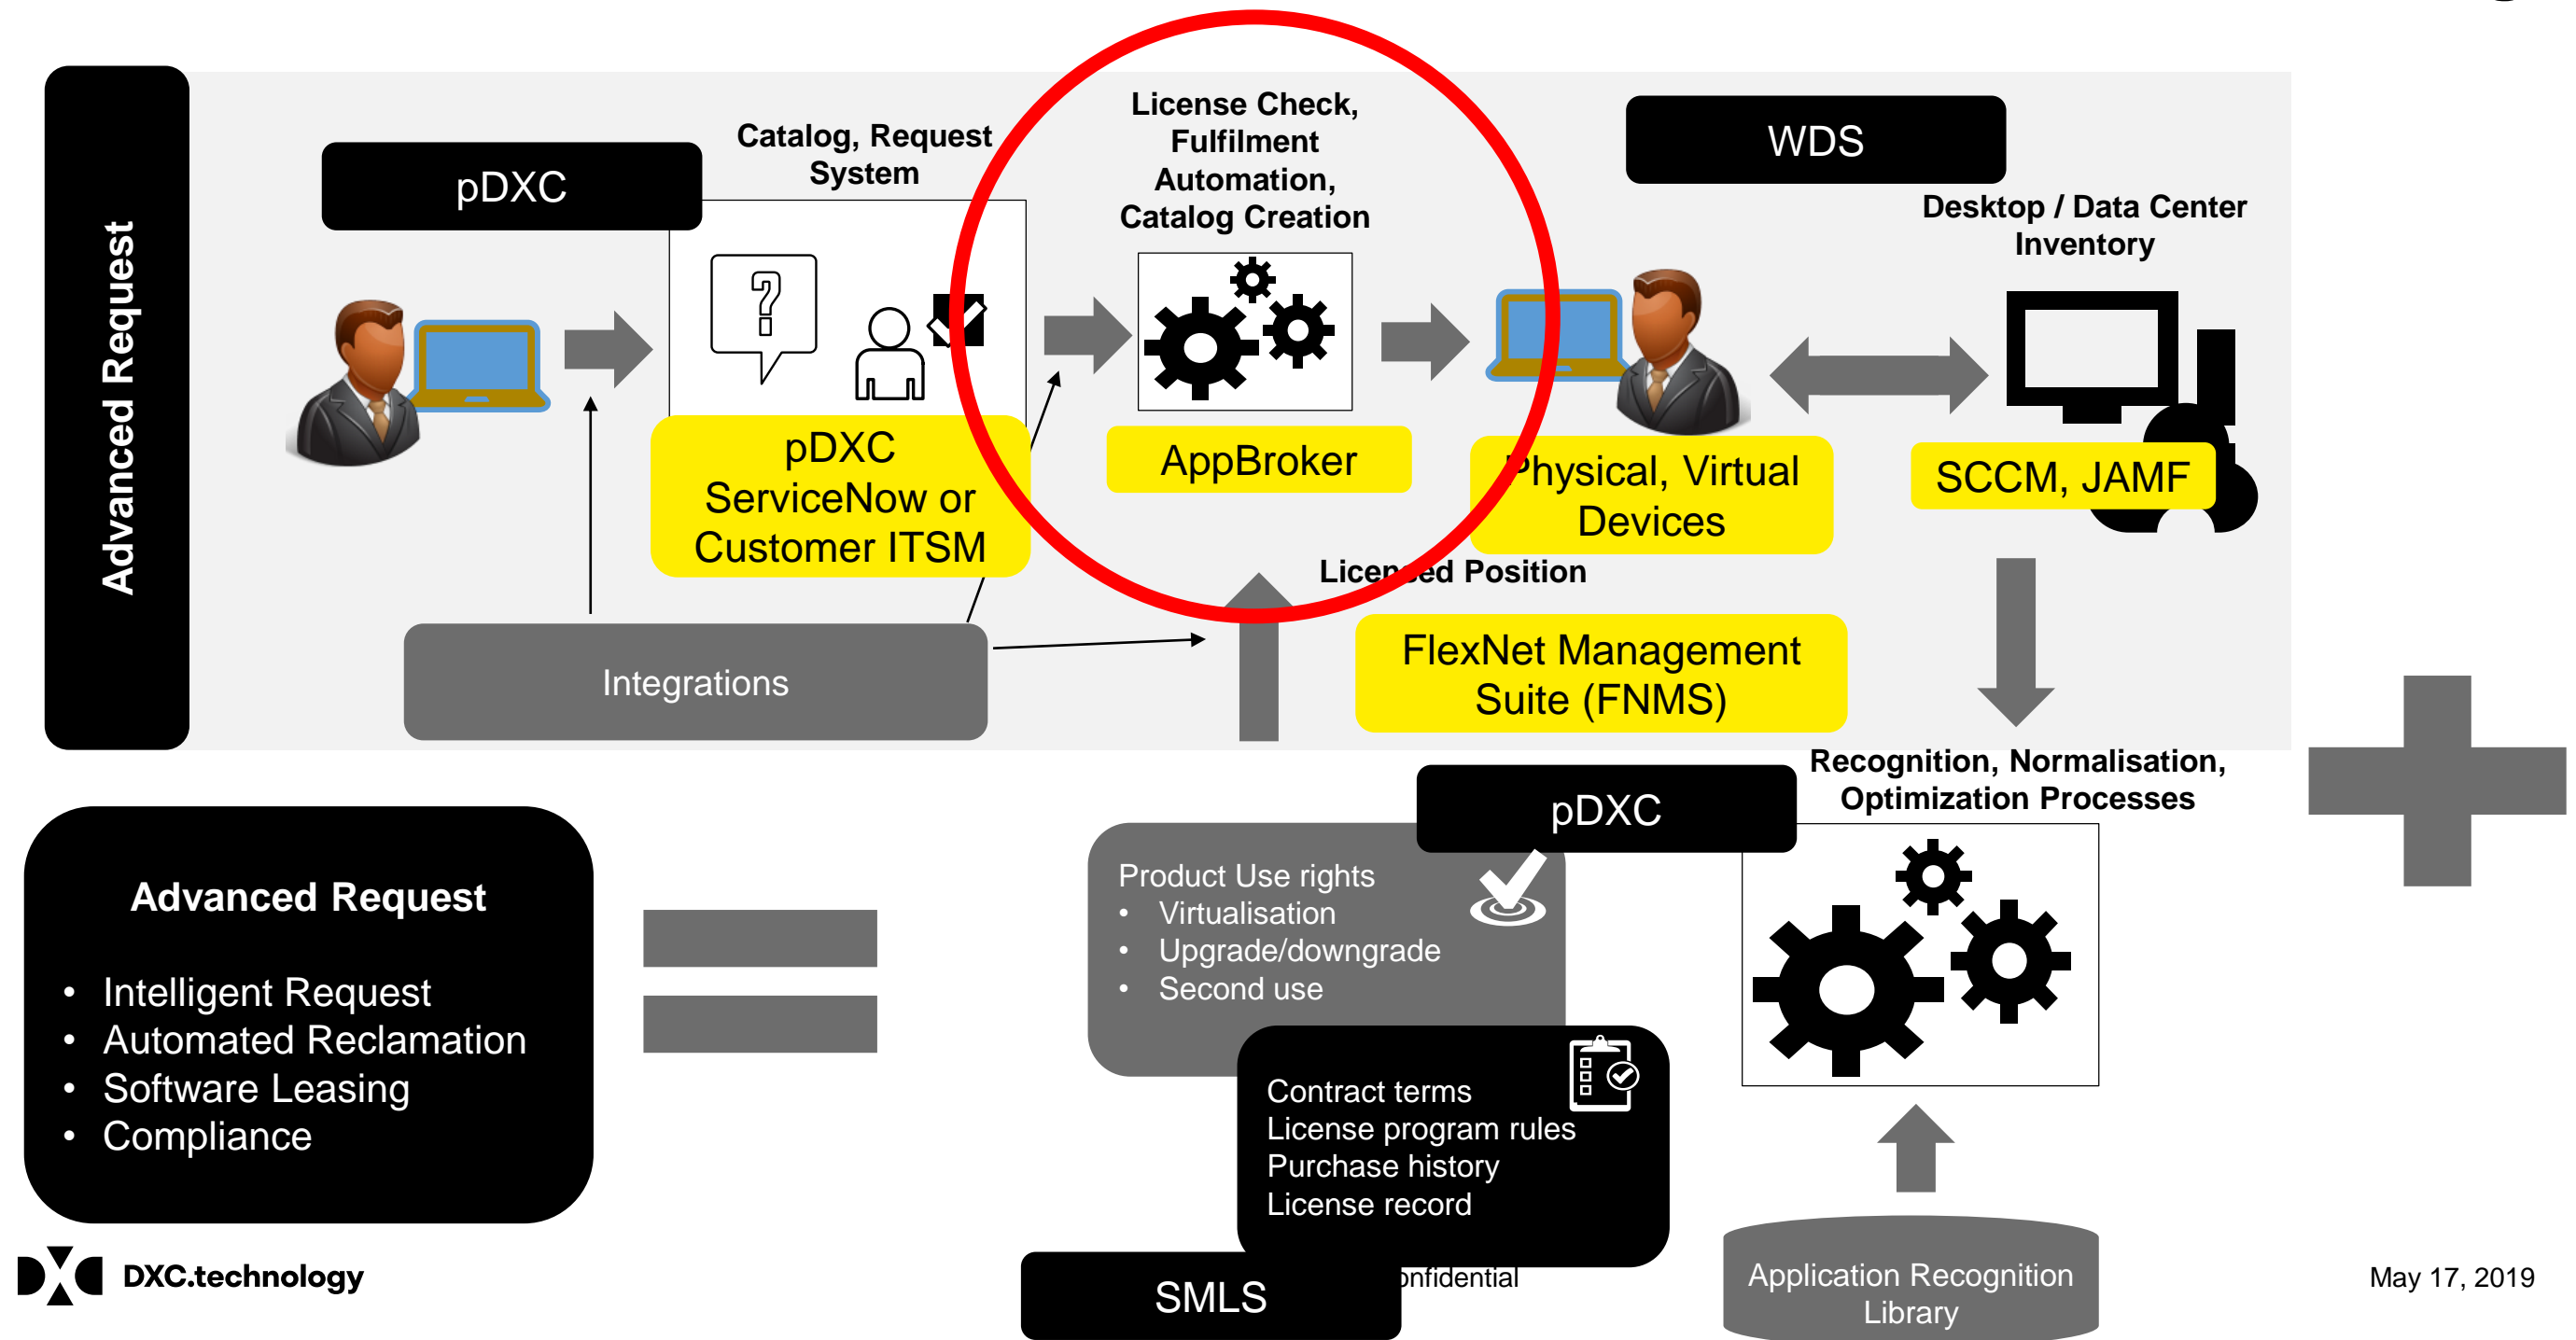 Advanced Request
pDXC
Catalog, Request
System
License Check,
Fulfilment
Automation,
Catalog Creation
WDS
Desktop / Data Center
Inventory
?
pDXC
ServiceNow or
Customer ITSM
AppBroker
Physical, Virtual
Devices
SCCM, JAMF
Licensed Position
Integrations
FlexNet Management
Suite (FNMS)
Recognition, Normalisation,
Optimization Processes
pDXC
Advanced Request
• Intelligent Request
• Automated Reclamation
• Software Leasing
• Compliance
Product Use rights
• Virtualisation
• Upgrade/downgrade
• Second use
Contract terms
License program rules
Purchase history
License record
DXC.technology
SMLS
onfidential
Application Recognition
Library
May 17, 2019